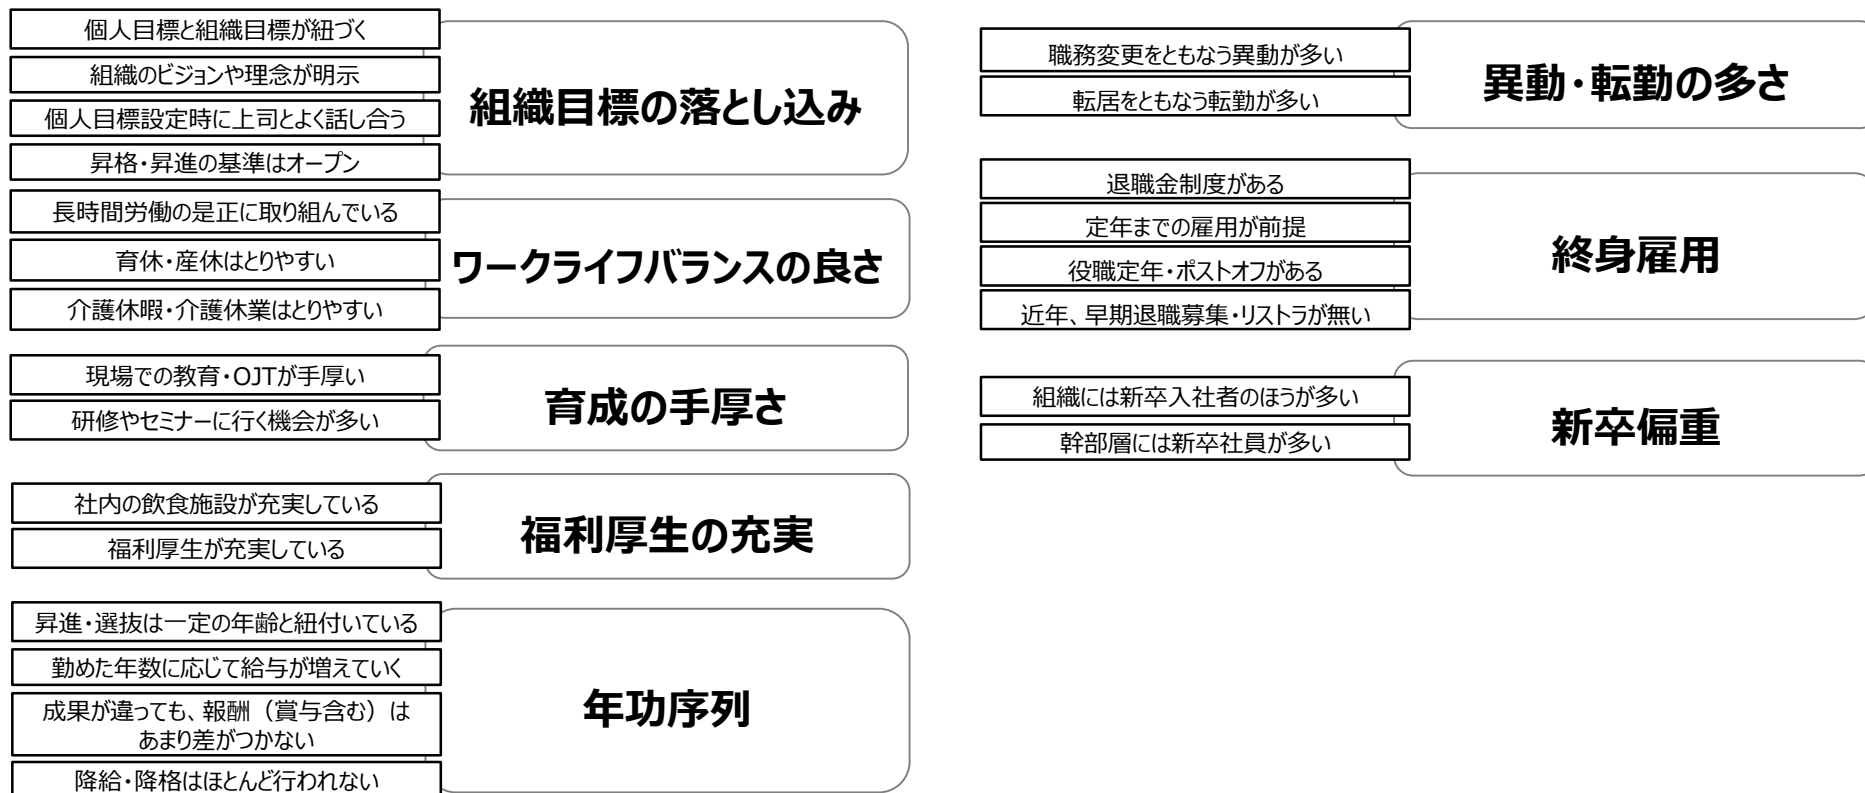 個人目標と組織目標が紐づく
組織のビジョンや理念が明示
個人目標設定時に上司とよく話し合う
昇格・昇進の基準はオープン
組織目標の落とし込み
長時間労働の是正に取り組んでいる
育休・産休はとりやすい
介護休暇・介護休業はとりやすい
ワークライフバランスの良さ
現場での教育・OJTが手厚い
研修やセミナーに行く機会が多い
育成の手厚さ
社内の飲食施設が充実している
福利厚生が充実している
福利厚生の充実
昇進・選抜は一定の年齢と紐付いている
勤めた年数に応じて給与が増えていく
成果が違っても、報酬（賞与含む）は
あまり差がつかない
降給・降格はほとんど行われない
年功序列
職務変更をともなう異動が多い
転居をともなう転勤が多い
異動・転勤の多さ
退職金制度がある
定年までの雇用が前提
役職定年・ポストオフがある
近年、早期退職募集・リストラが無い
終身雇用
組織には新卒入社者のほうが多い
幹部層には新卒社員が多い
新卒偏重